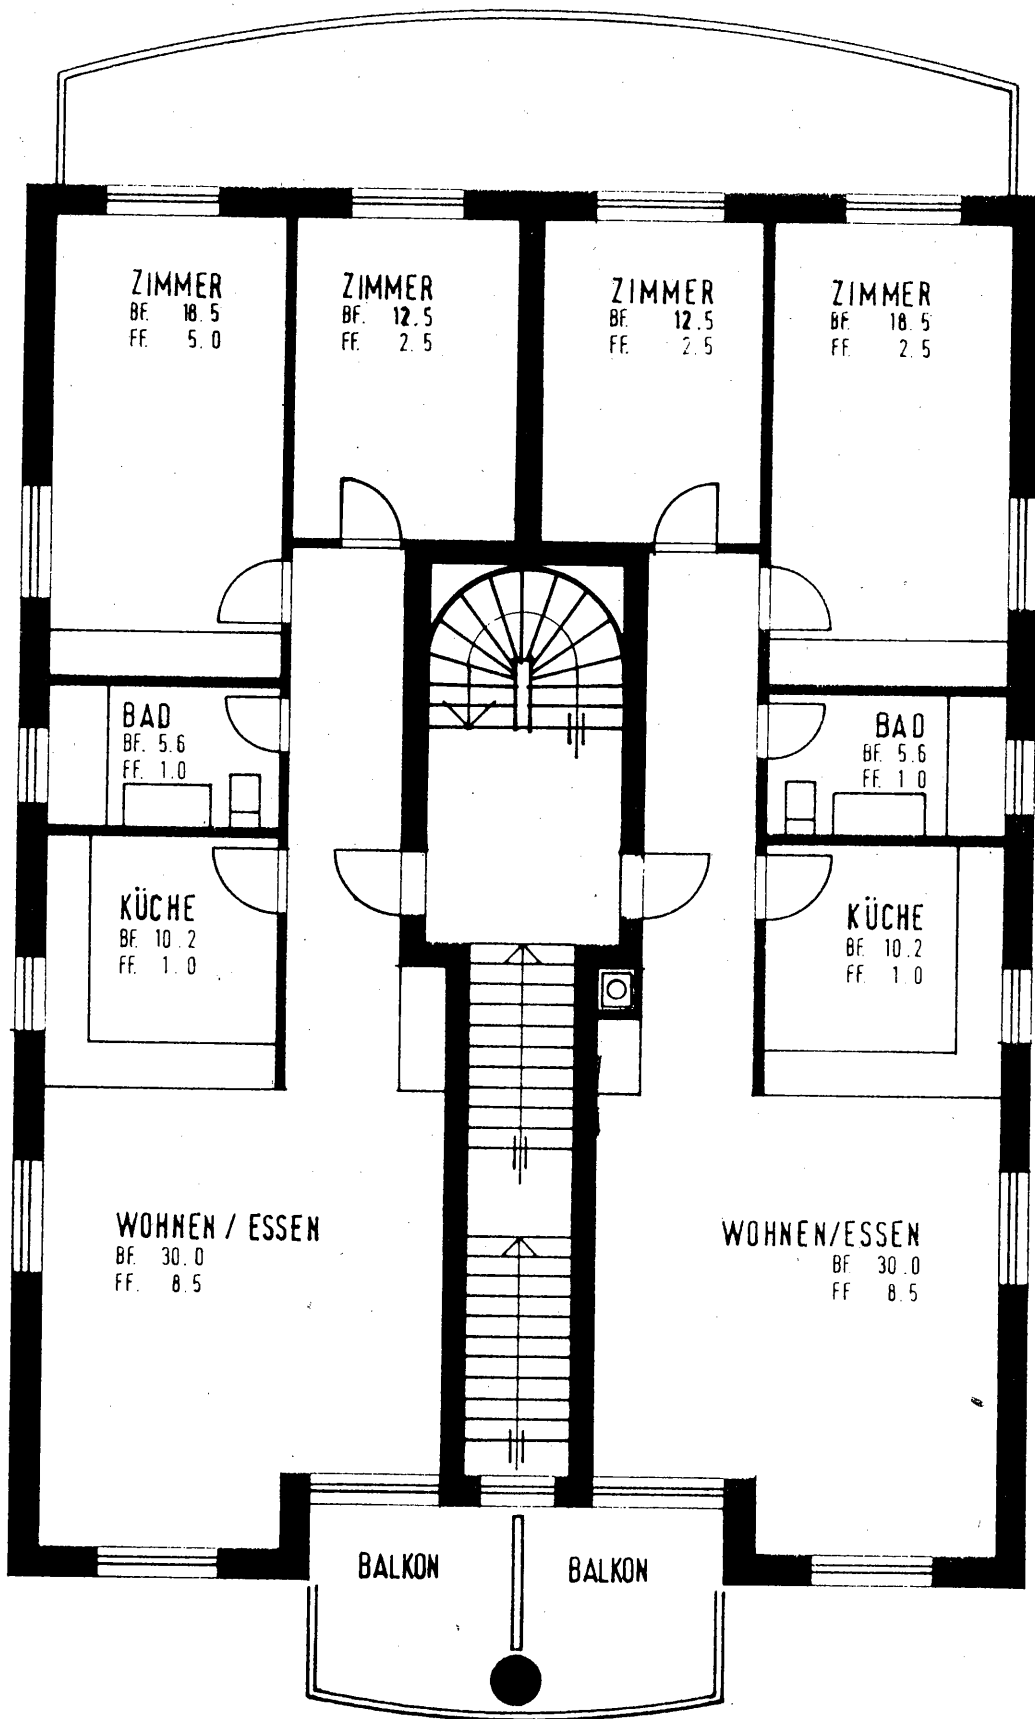 ZIMMER
BF. 18.5
FF. 5.0
ZIMMER
BF. 12.5
FF. 2.5
ZIMMER
BF. 12.5
FF. 2.5
ZIMMER
BF. 18.5
FF. 2.5
BAD
BF. 5.6
FF. 1.0
BAD
BF. 5.6
FF. 1.0
KÜCHE
BF. 10.2
FF. 1.0
KÜCHE
BF. 10.2
FF. 1.0
WOHNEN / ESSEN
BF. 30.0
FF. 8.5
WOHNEN/ESSEN
BF. 30.0
FF 8.5
BALKON
BALKON